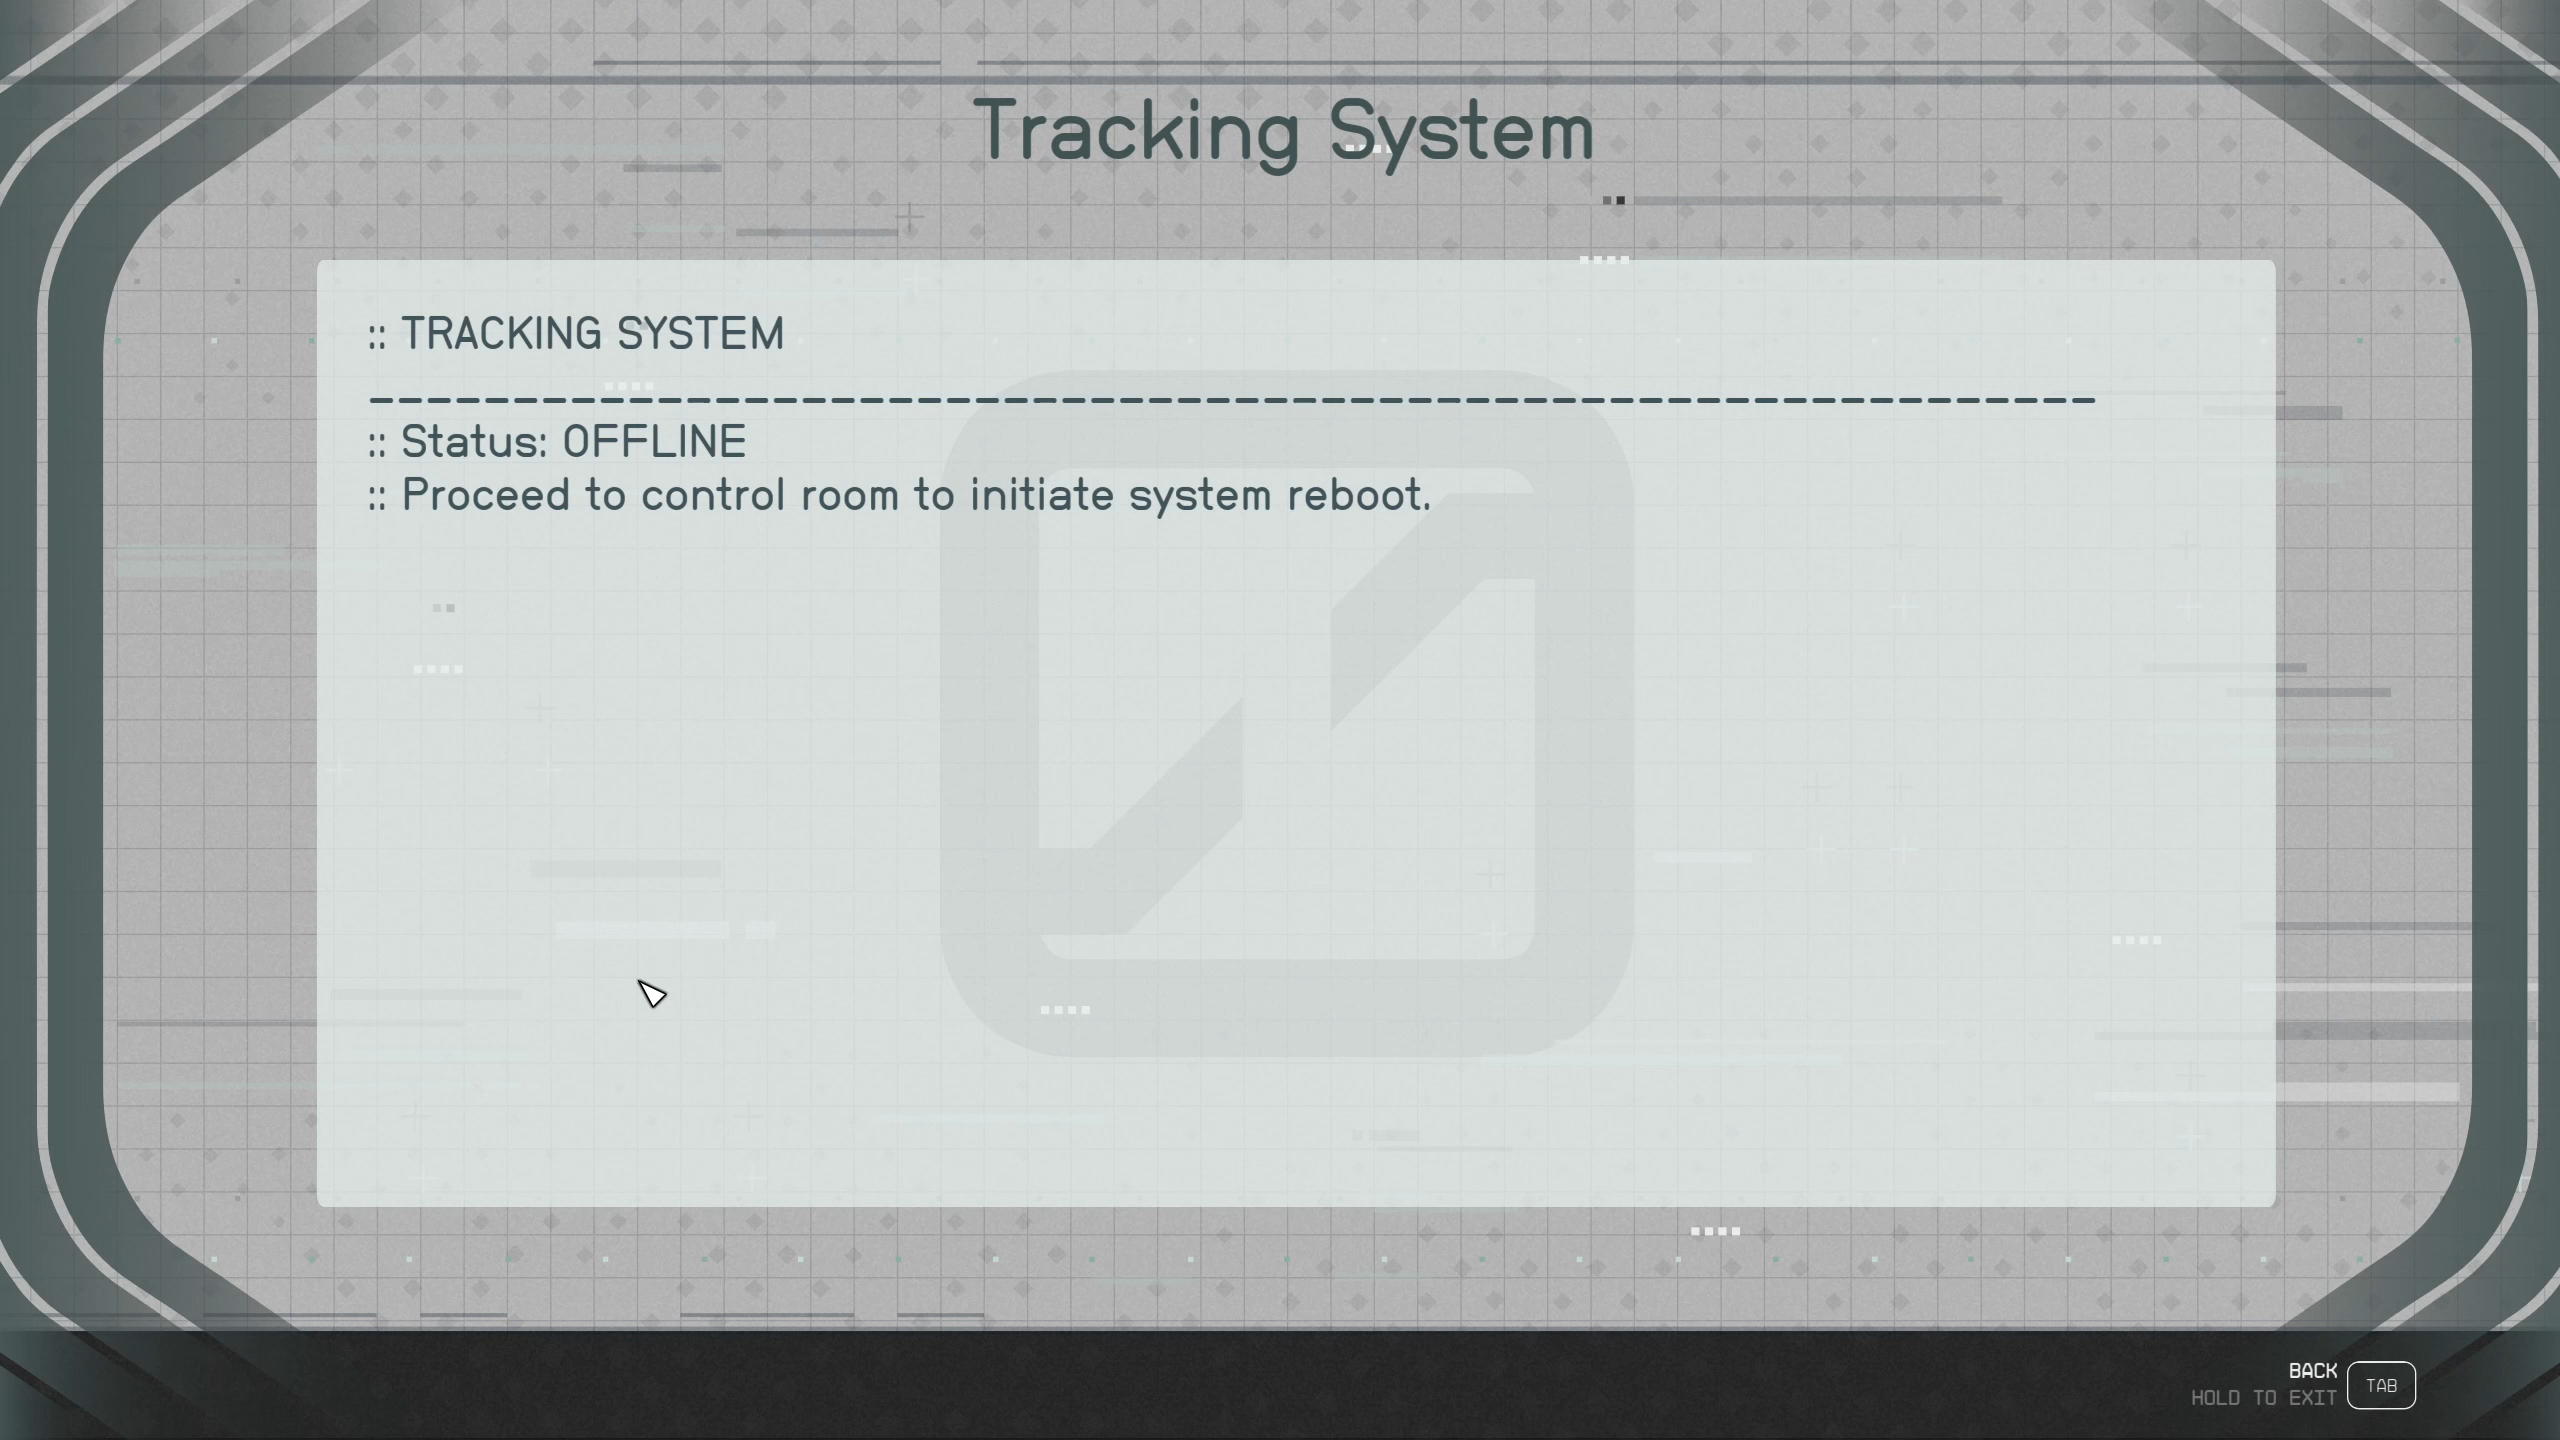 Tracking System
:: TRACKING SYSTEM
------------------------------------------------------------
:: Status: OFFLINE
:: Proceed to control room to initiate system reboot.
BACK
HOLD TO EXIT
TAB